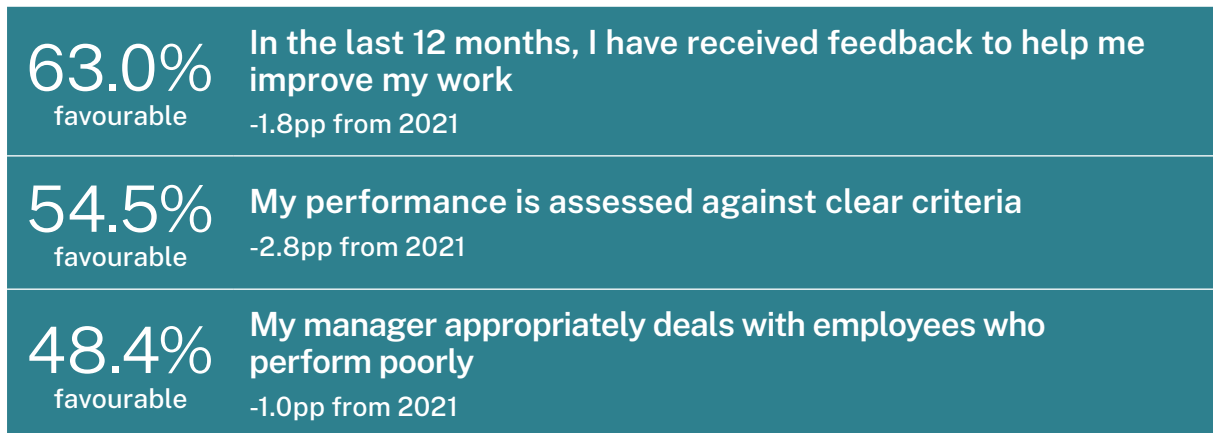 63.0%
favourable
In the last 12 months, I have received feedback to help me
improve my work
-1.8pp from 2021
54.5%
favourable
My performance is assessed against clear criteria
-2.8pp from 2021
48.4%
favourable
My manager appropriately deals with employees who
perform poorly
-1.0pp from 2021